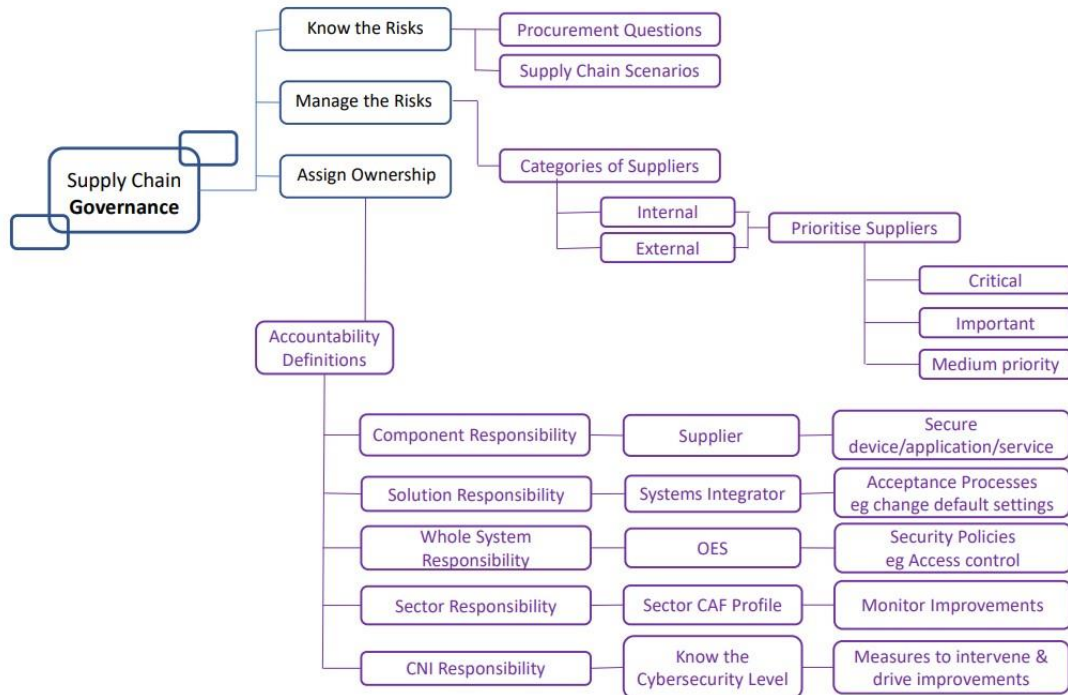 Know the Risks
Procurement Questions
Supply Chain Scenarios
Manage the Risks
Supply Chain
Governance
Assign Ownership
Categories of Suppliers
Internal
External
Prioritise Suppliers
Critical
Important
Medium priority
Accountability
Definitions
Component Responsibility
Supplier
Secure
device/application/service
Solution Responsibility
Systems Integrator
Acceptance Processes
eg change default settings
Whole System
Responsibility
OES
Security Policies
eg Access control
Sector Responsibility
Sector CAF Profile
Monitor Improvements
CNI Responsibility
Know the
Cybersecurity Level
Measures to intervene &
drive improvements